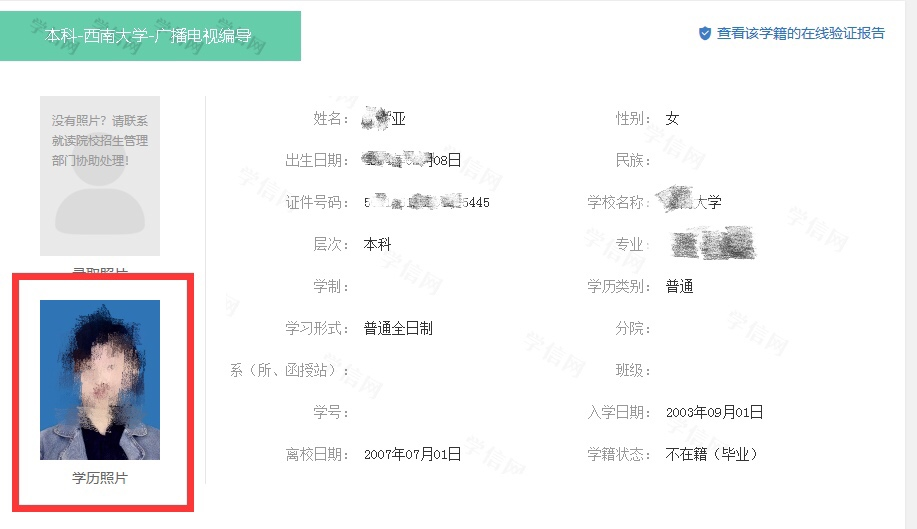 本科-西南大学-广播电视编导
查看该学籍的在线验证报告
没有照片？请联系
就读院校招生管理
部门协助处理！
录取照片
学历照片
姓名： 亚
性别： 女
出生日期： 月08日
民族：
证件号码： 5 5445
学校名称： 大学
层次： 本科
专业：
学制：
学历类别： 普通
学习形式： 普通全日制
分院：
系（所、函授站）：
班级：
学号：
入学日期： 2003年09月01日
离校日期： 2007年07月01日
学籍状态： 不在籍（毕业）
学信网